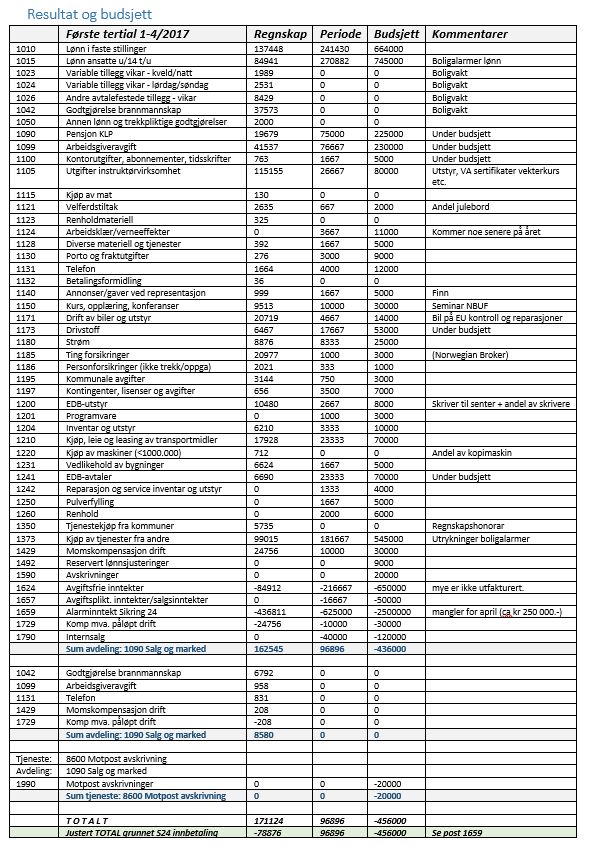 Resultat og budsjett
Første tertial 1-4/2017 Regnskap Periode Budsjett Kommentarer
1010 Lønn i faste stillinger 137448 241430 664000
1015 Lønn ansatte u/14 t/u 84941 270882 745000 Boligalarmer lønn
1023 Variable tillegg vikar - kveld/natt 1989 0 0 Boligvakt
1024 Variable tillegg vikar - lørdag/søndag 2531 0 0 Boligvakt
1026 Andre avtalefestede tillegg - vikar 8429 0 0 Boligvakt
1042 Godtgjørelse brannmannskap 37573 0 0 Boligvakt
1050 Annen lønn og trekkpliktige godtgjørelser 2000 0 0
1090 Pensjon KLP 19679 75000 225000 Under budsjett
1099 Arbeidsgiveravgift 41537 76667 230000 Under budsjett
1100 Kontorutgifter, abonnementer, tidsskrifter 763 1667 5000 Under budsjett
1105 Utgifter instruktørvirksomhet 115155 26667 80000 Utstyr, VA sertifikater vekterkurs
etc.
1115 Kjøp av mat 130 0 0
1121 Velferdstiltak 2635 667 2000 Andel julebord
1123 Renholdmateriell 325 0 0
1124 Arbeidsklær/verneeffekter 0 3667 11000 Kommer noe senere på året
1128 Diverse materiell og tjenester 392 1667 5000
1130 Porto og fraktutgifter 276 3000 9000
1131 Telefon 1664 4000 12000
1132 Betalingsformidling 36 0 0
1140 Annonser/gaver ved representasjon 999 1667 5000 Finn
1150 Kurs, opplæring, konferanser 9513 10000 30000 Seminar NBUF
1171 Drift av biler og utstyr 20719 4667 14000 Bil på EU kontroll og reparasjoner
1173 Drivstoff 6467 17667 53000 Under budsjett
1180 Strøm 8876 8333 25000
1185 Ting forsikringer 20977 1000 3000 (Norwegian Broker)
1186 Personforsikringer (ikke trekk/oppga) 2021 333 1000
1195 Kommunale avgifter 3144 750 3000
1197 Kontingenter, lisenser og avgifter 656 3500 7000
1200 EDB-utstyr 10480 2667 8000 Skriver til senter + andel av skrivere
1201 Programvare 0 1000 3000
1204 Inventar og utstyr 6210 3333 10000
1210 Kjøp, leie og leasing av transportmidler 17928 23333 70000
1220 Kjøp av maskiner (<1000.000) 712 0 0 Andel av kopimaskin
1231 Vedlikehold av bygninger 6624 1667 5000
1241 EDB-avtaler 6690 23333 70000 Under budsjett
1242 Reparasjon og service inventar og utstyr 0 1333 4000
1250 Pulverfylling 0 1667 5000
1260 Renhold 0 2000 6000
1350 Tjenestekjøp fra kommuner 5735 0 0 Regnskapshonorar
1373 Kjøp av tjenester fra andre 99015 181667 545000 Utrykninger boligalarmer
1429 Momskompensasjon drift 24756 10000 30000
1492 Reservert lønnsjusteringer 0 0 9000
1590 Avskrivninger 0 0 20000
1624 Avgiftsfrie inntekter -84912 -216667 -650000 mye er ikke utfakturert.
1657 Avgiftsplikt. inntekter/salgsinntekter 0 -16667 -50000
1659 Alarminntekt Sikring 24 -436811 -625000 -2500000 mangler for april (ca kr 250 000.-)
1729 Komp mva. påløpt drift -24756 -10000 -30000
1790 Internsalg 0 -40000 -120000
Sum avdeling: 1090 Salg og marked 162545 96896 -436000
1042 Godtgjørelse brannmannskap 6792 0 0
1099 Arbeidsgiveravgift 958 0 0
1131 Telefon 831 0 0
1429 Momskompensasjon drift 208 0 0
1729 Komp mva. påløpt drift -208 0 0
Sum avdeling: 1090 Salg og marked 8580 0 0
Tjeneste: 8600 Motpost avskrivning
Avdeling: 1090 Salg og marked
1990 Motpost avskrivninger 0 0 -20000
Sum tjeneste: 8600 Motpost avskrivning 0 0 -20000
T O T A L T 171124 96896 -456000
Justert TOTAL grunnet S24 innbetaling -78876 96896 -456000 Se post 1659